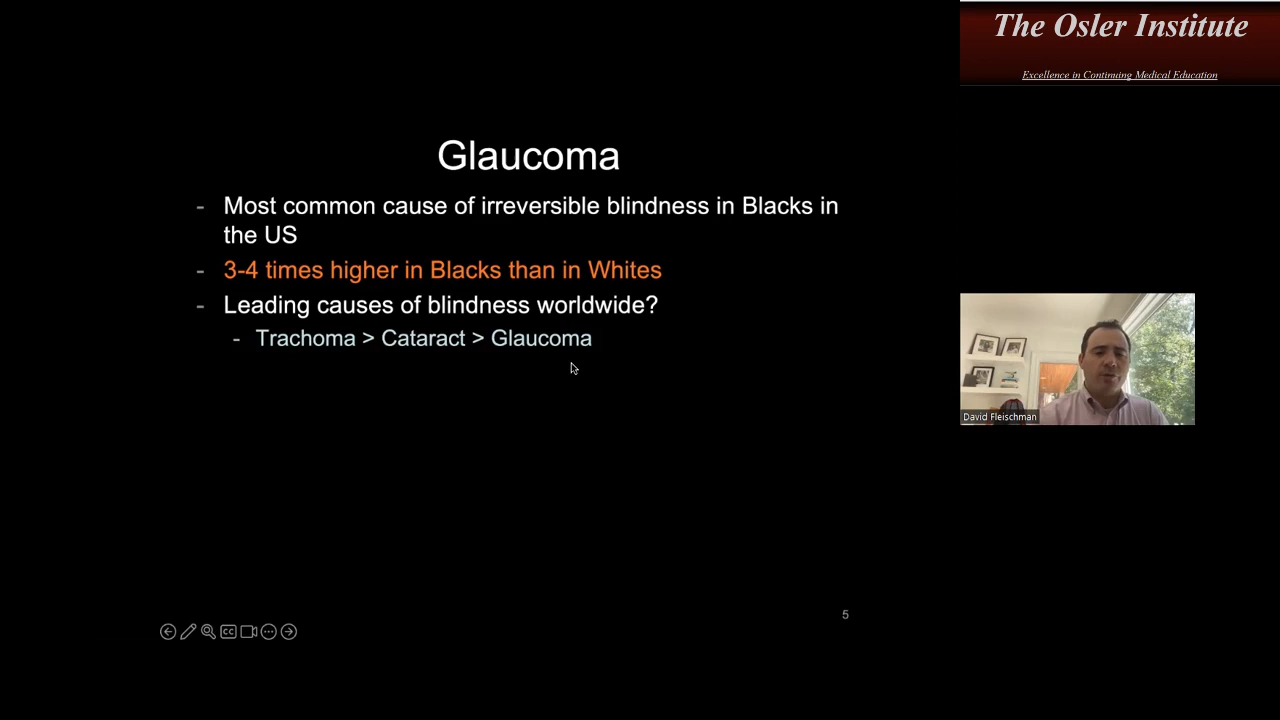 The Osler Institute
Excellence in Continuing Medical Education
Glaucoma
- Most common cause of irreversible blindness in Blacks in
the US
- 3-4 times higher in Blacks than in Whites
- Leading causes of blindness worldwide?
- Trachoma > Cataract > Glaucoma
David Fleischman
5
CC